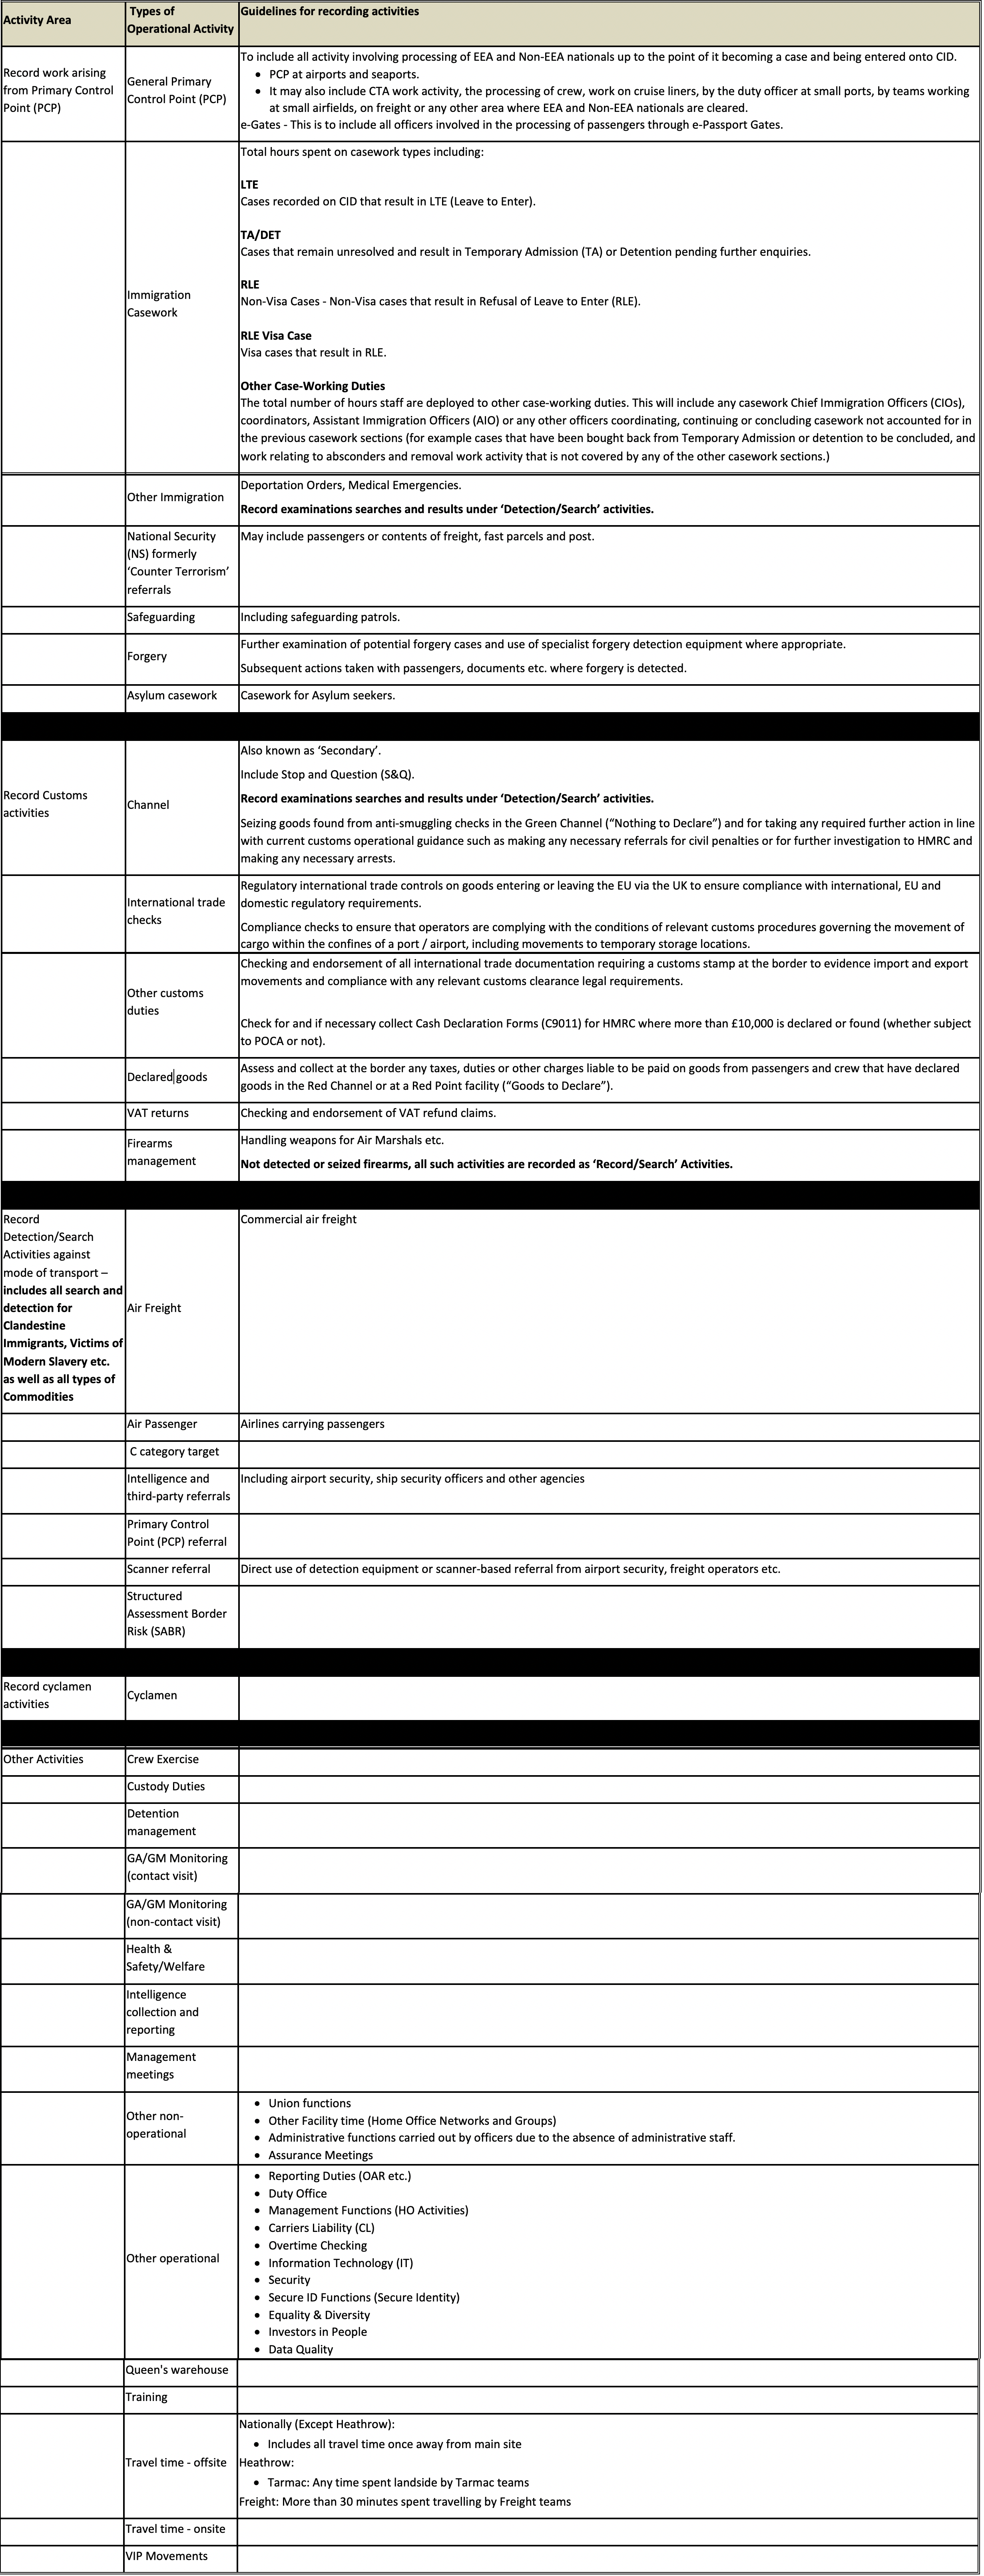 Activity Area
Types of
Operational Activity
Guidelines for recording activities
Record work arising
from Primary Control
Point (PCP)
General Primary
Control Point (PCP)
To include all activity involving processing of EEA and Non-EEA nationals up to the point of it becoming a case and being entered onto CID.
• PCP at airports and seaports.
• It may also include CTA work activity, the processing of crew, work on cruise liners, by the duty officer at small ports, by teams working
at small airfields, on freight or any other area where EEA and Non-EEA nationals are cleared.
e-Gates - This is to include all officers involved in the processing of passengers through e-Passport Gates.
Immigration
Casework
Total hours spent on casework types including:
LTE
Cases recorded on CID that result in LTE (Leave to Enter).
TA/DET
Cases that remain unresolved and result in Temporary Admission (TA) or Detention pending further enquiries.
RLE
Non-Visa Cases - Non-Visa cases that result in Refusal of Leave to Enter (RLE).
RLE Visa Case
Visa cases that result in RLE.
Other Case-Working Duties
The total number of hours staff are deployed to other case-working duties. This will include any casework Chief Immigration Officers (CIOs),
coordinators, Assistant Immigration Officers (AIO) or any other officers coordinating, continuing or concluding casework not accounted for in
the previous casework sections (for example cases that have been bought back from Temporary Admission or detention to be concluded, and
work relating to absconders and removal work activity that is not covered by any of the other casework sections.)
Other Immigration
Deportation Orders, Medical Emergencies.
Record examinations searches and results under ‘Detection/Search’ activities.
National Security
(NS) formerly
‘Counter Terrorism’
referrals
May include passengers or contents of freight, fast parcels and post.
Safeguarding
Including safeguarding patrols.
Forgery
Further examination of potential forgery cases and use of specialist forgery detection equipment where appropriate.
Subsequent actions taken with passengers, documents etc. where forgery is detected.
Asylum casework
Casework for Asylum seekers.
Record Customs
activities
Channel
Also known as ‘Secondary’.
Include Stop and Question (S&Q).
Record examinations searches and results under ‘Detection/Search’ activities.
Seizing goods found from anti-smuggling checks in the Green Channel (“Nothing to Declare”) and for taking any required further action in line
with current customs operational guidance such as making any necessary referrals for civil penalties or for further investigation to HMRC and
making any necessary arrests.
International trade
checks
Regulatory international trade controls on goods entering or leaving the EU via the UK to ensure compliance with international, EU and
domestic regulatory requirements.
Compliance checks to ensure that operators are complying with the conditions of relevant customs procedures governing the movement of
cargo within the confines of a port / airport, including movements to temporary storage locations.
Other customs
duties
Checking and endorsement of all international trade documentation requiring a customs stamp at the border to evidence import and export
movements and compliance with any relevant customs clearance legal requirements.
Check for and if necessary collect Cash Declaration Forms (C9011) for HMRC where more than £10,000 is declared or found (whether subject
to POCA or not).
Declared goods
Assess and collect at the border any taxes, duties or other charges liable to be paid on goods from passengers and crew that have declared
goods in the Red Channel or at a Red Point facility (“Goods to Declare”).
VAT returns
Checking and endorsement of VAT refund claims.
Firearms
management
Handling weapons for Air Marshals etc.
Not detected or seized firearms, all such activities are recorded as ‘Record/Search’ Activities.
Record
Detection/Search
Activities against
mode of transport –
includes all search and
detection for
Clandestine
Immigrants, Victims of
Modern Slavery etc.
as well as all types of
Commodities
Air Freight
Commercial air freight
Air Passenger
Airlines carrying passengers
C category target
Intelligence and
third-party referrals
Including airport security, ship security officers and other agencies
Primary Control
Point (PCP) referral
Scanner referral
Direct use of detection equipment or scanner-based referral from airport security, freight operators etc.
Structured
Assessment Border
Risk (SABR)
Record cyclamen
activities
Cyclamen
Other Activities
Crew Exercise
Custody Duties
Detention
management
GA/GM Monitoring
(contact visit)
GA/GM Monitoring
(non-contact visit)
Health &
Safety/Welfare
Intelligence
collection and
reporting
Management
meetings
Other non-
operational
• Union functions
• Other Facility time (Home Office Networks and Groups)
• Administrative functions carried out by officers due to the absence of administrative staff.
• Assurance Meetings
Other operational
• Reporting Duties (OAR etc.)
• Duty Office
• Management Functions (HO Activities)
• Carriers Liability (CL)
• Overtime Checking
• Information Technology (IT)
• Security
• Secure ID Functions (Secure Identity)
• Equality & Diversity
• Investors in People
• Data Quality
Queen's warehouse
Training
Travel time - offsite
Nationally (Except Heathrow):
• Includes all travel time once away from main site
Heathrow:
• Tarmac: Any time spent landside by Tarmac teams
Freight: More than 30 minutes spent travelling by Freight teams
Travel time - onsite
VIP Movements